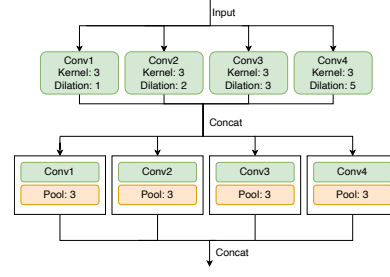 Input
Conv1
Kernel: 3
Dilation: 1
Conv2
Kernel: 3
Dilation: 2
Conv3
Kernel: 3
Dilation: 3
Conv4
Kernel: 3
Dilation: 5
Concat
Conv1
Pool: 3
Conv2
Pool: 3
Conv3
Pool: 3
Conv4
Pool: 3
Concat